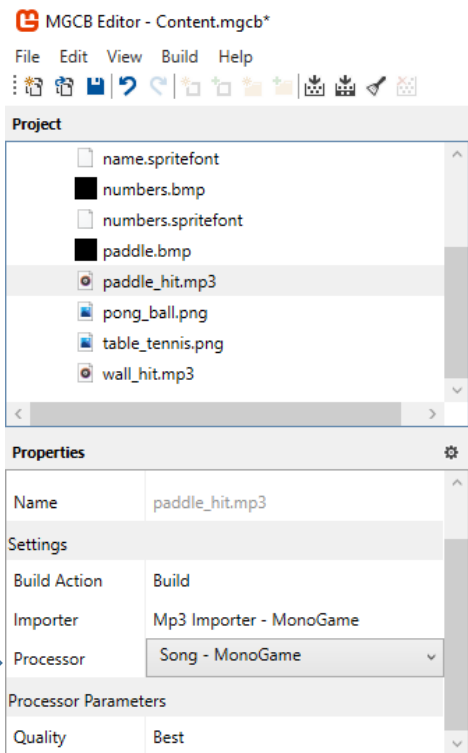 MGCB Editor - Content.mgcb*
File Edit View Build Help
Project
name.spritefont
numbers.bmp
numbers.spritefont
paddle.bmp
paddle_hit.mp3
pong_ball.png
table_tennis.png
wall_hit.mp3
Properties
Name paddle_hit.mp3
Settings
Build Action Build
Importer Mp3 Importer - MonoGame
Processor Song - MonoGame
Processor Parameters
Quality Best